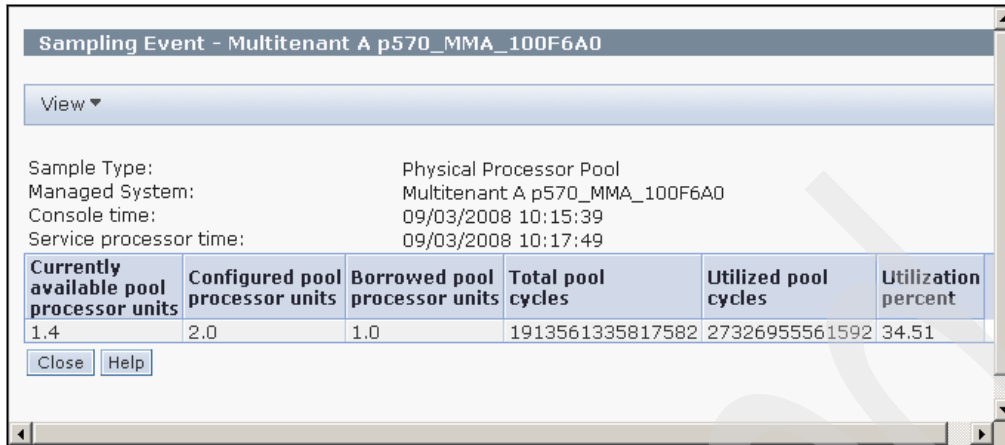 Sampling Event - Multitenant A p570_MMA_100F6A0
View
Sample Type: Physical Processor Pool
Managed System: Multitenant A p570_MMA_100F6A0
Console time: 09/03/2008 10:15:39
Service processor time: 09/03/2008 10:17:49
Currently available pool processor units Configured pool processor units Borrowed pool processor units Total pool cycles Utilized pool cycles Utilization percent
1.4 2.0 1.0 1913561335817582 27326955561592 34.51
Close Help